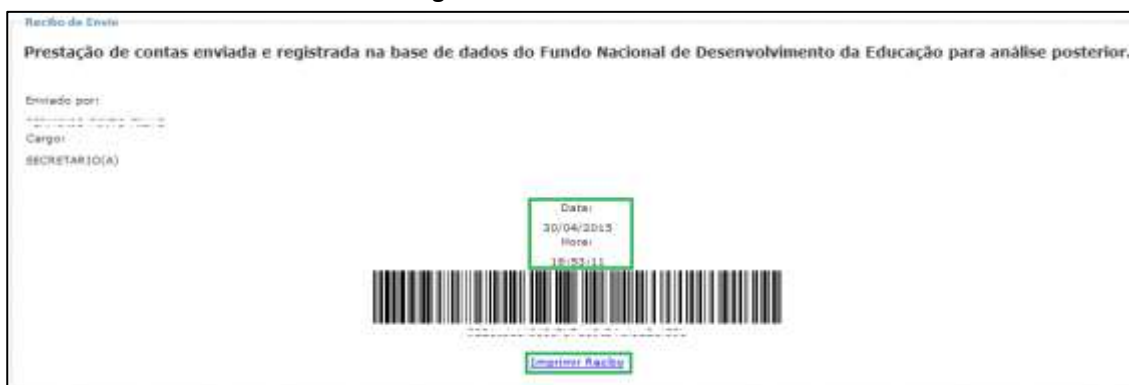 Recibo de Envio
Prestação de contas enviada e registrada na base de dados do Fundo Nacional de Desenvolvimento da Educação para análise posterior.
Enviado por:
Cargo:
SECRETARIO(A)
Data:
30/04/2015
Hora:
Imprimir Recibo